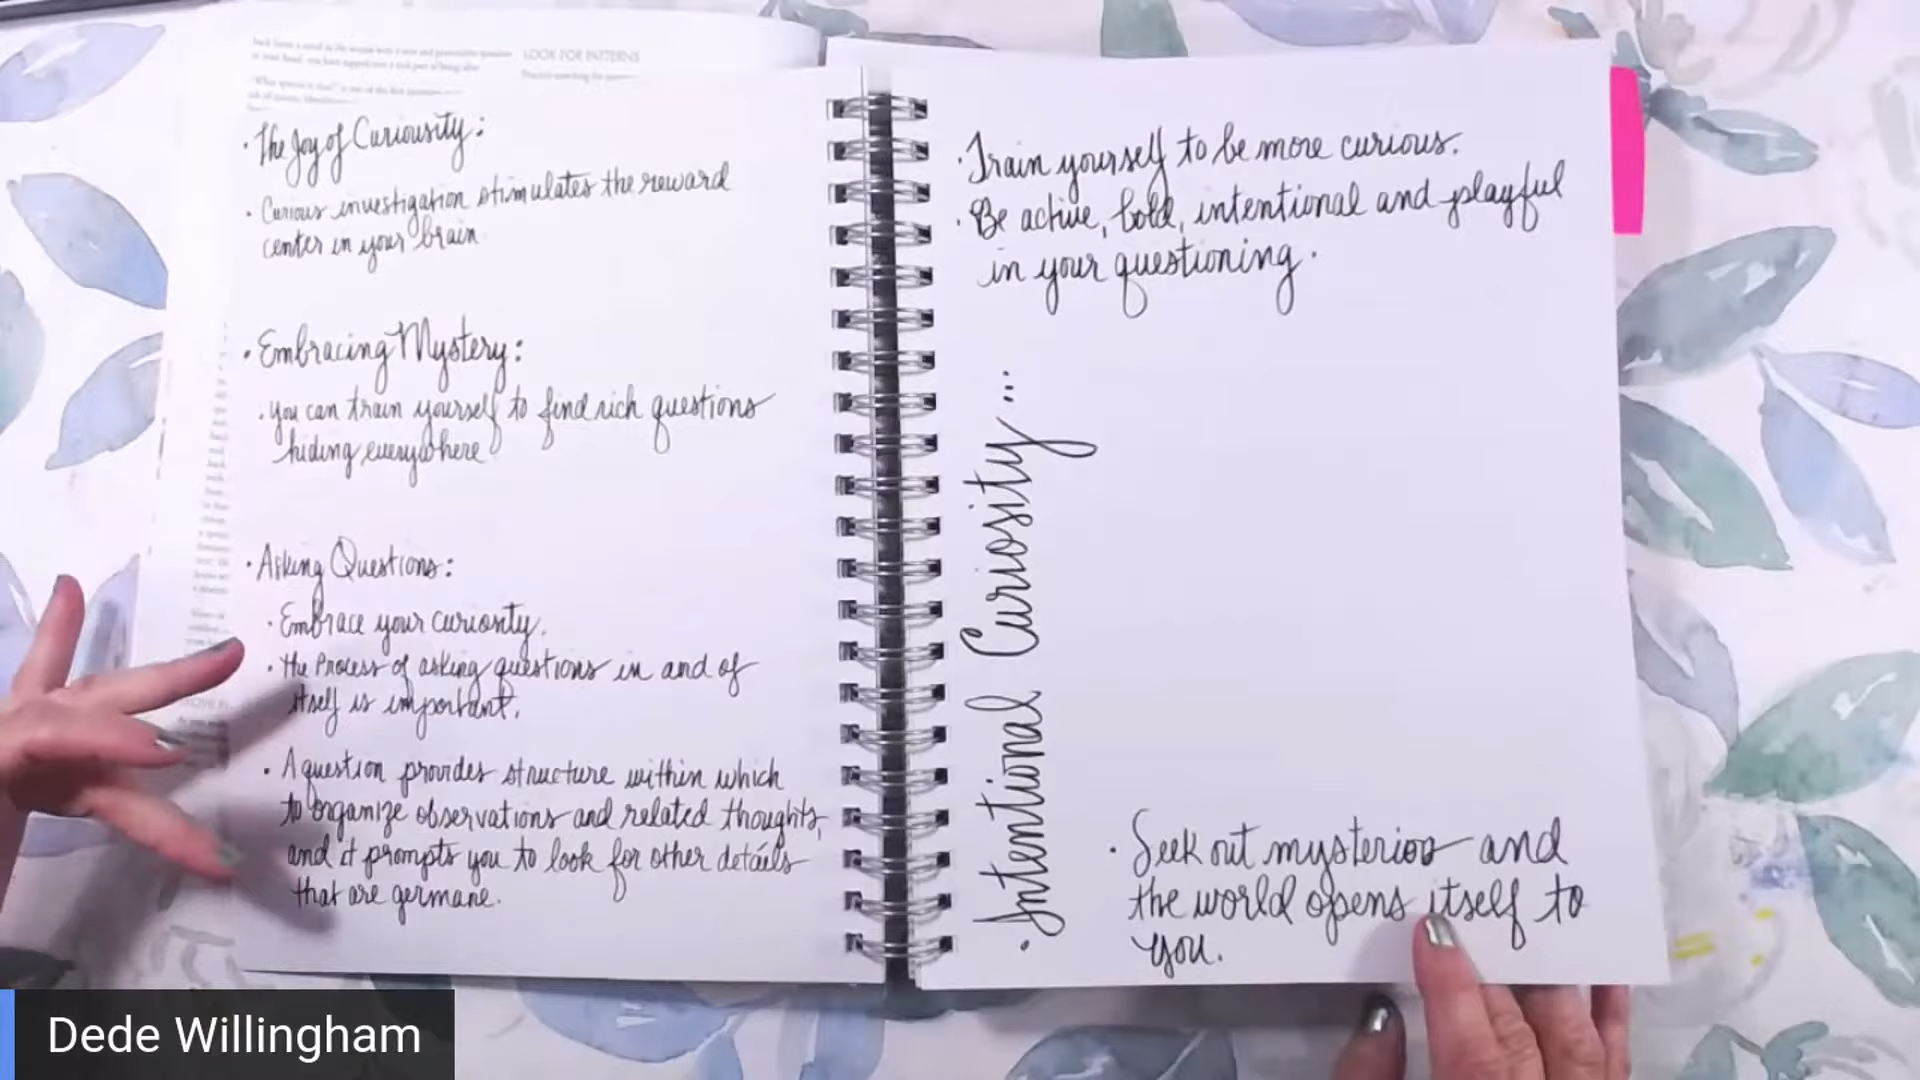 LOOK FOR PATTERNS
· The Joy of Curiousity:
· Curious investigation stimulates the reward
center in your brain
· Embracing Mystery:
· you can train yourself to find rich questions
hiding everywhere
· Asking Questions:
· Embrace your curiosity.
· the Process of asking questions in and of
itself is important.
· A question provides structure within which
to organize observations and related thoughts,
and it prompts you to look for other details
that are germane.
· Train yourself to be more curious.
· Be active, bold, intentional and playful
in your questioning.
· Intentional Curiosity...
· Seek out mysteries and
the world opens itself to
you.
Dede Willingham